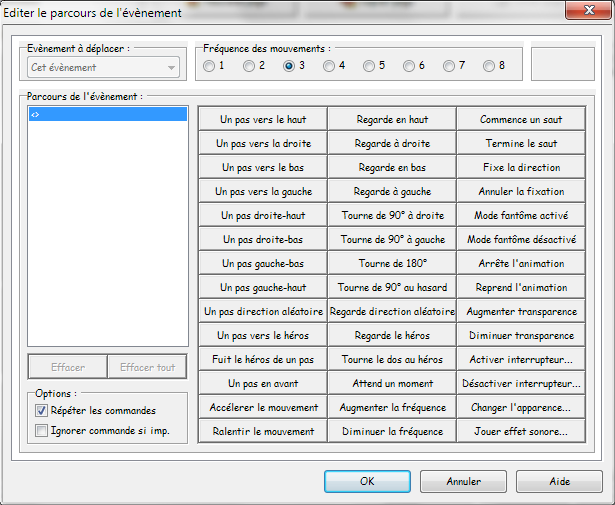 Editer le parcours de l'évènement
Evènement à déplacer :
Cet évènement
Fréquence des mouvements :
1 2 3 4 5 6 7 8
Parcours de l'évènement :
<>
Un pas vers le haut Regarde en haut Commence un saut
Un pas vers la droite Regarde à droite Termine le saut
Un pas vers le bas Regarde en bas Fixe la direction
Un pas vers la gauche Regarde à gauche Annuler la fixation
Un pas droite-haut Tourne de 90° à droite Mode fantôme activé
Un pas droite-bas Tourne de 90° à gauche Mode fantôme désactivé
Un pas gauche-bas Tourne de 180° Arrête l'animation
Un pas gauche-haut Tourne de 90° au hasard Reprend l'animation
Un pas direction aléatoire Regarde direction aléatoire Augmenter transparence
Un pas vers le héros Regarde le héros Diminuer transparence
Fuit le héros de un pas Tourne le dos au héros Activer interrupteur...
Un pas en avant Attend un moment Désactiver interrupteur...
Accélerer le mouvement Augmenter la fréquence Changer l'apparence...
Ralentir le mouvement Diminuer la fréquence Jouer effet sonore...
Effacer Effacer tout
Options :
Répéter les commandes
Ignorer commande si imp.
OK Annuler Aide